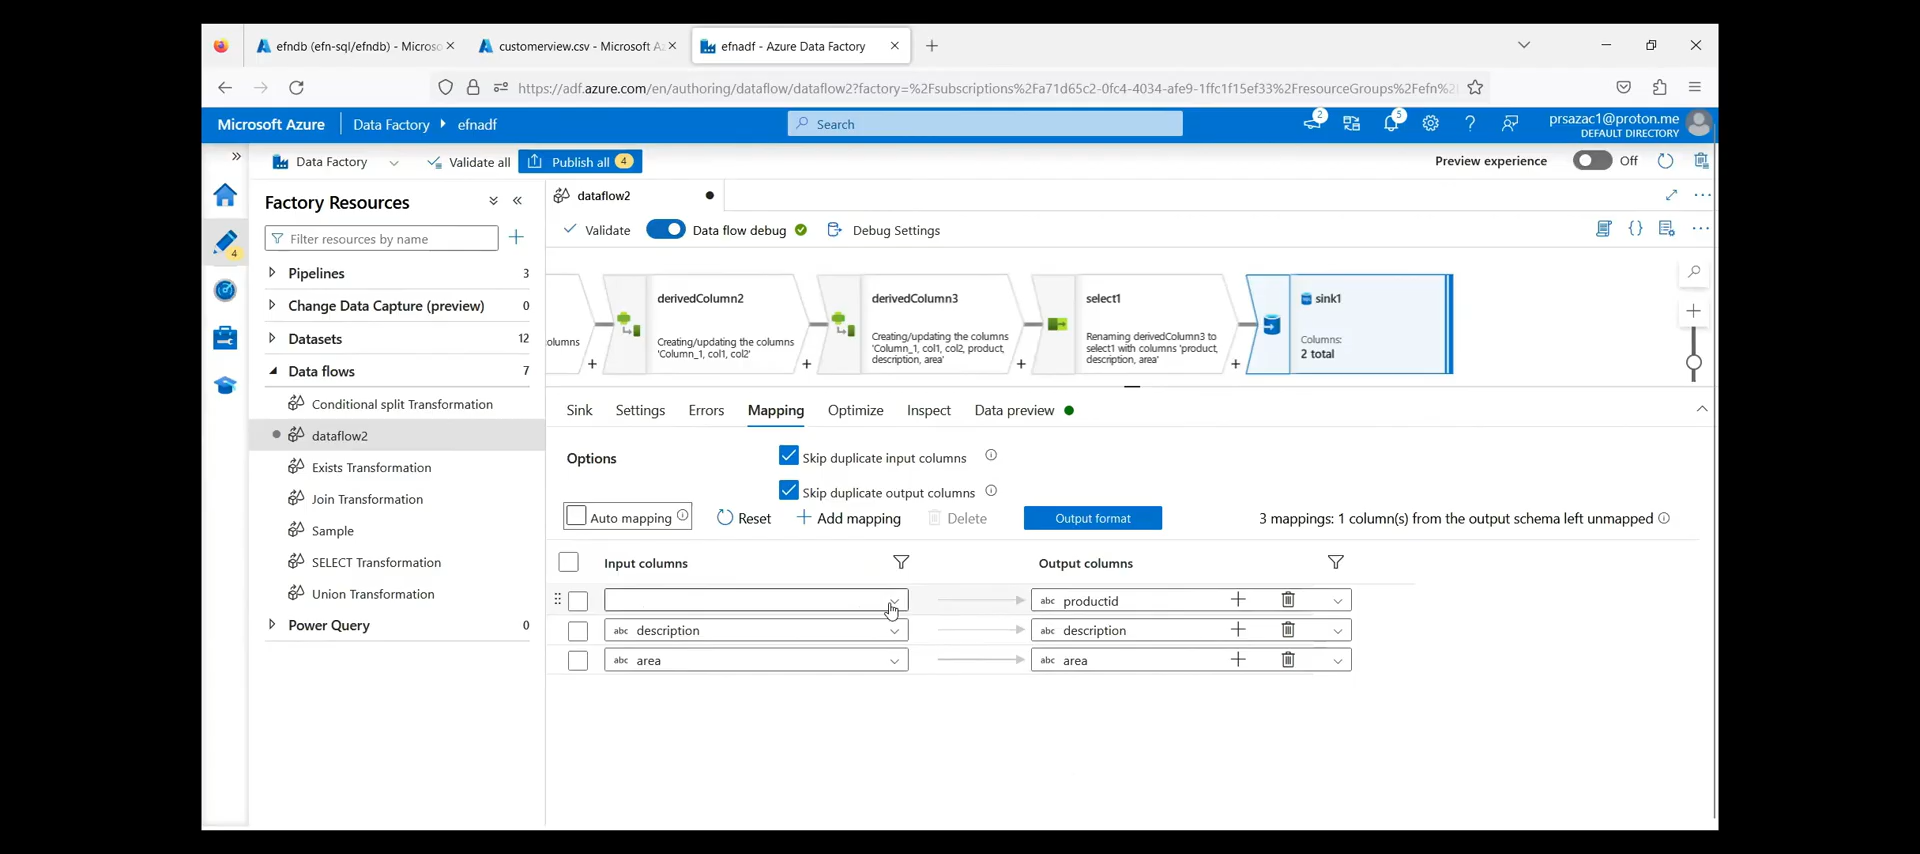 efndb (efn-sql/efndb) - Microso
customerview.csv - Microsoft A
efnadf - Azure Data Factory
https://adf.azure.com/en/authoring/dataflow/dataflow2?factory=%2Fsubscriptions%2Fa71d65c2-0fc4-4034-afe9-1ffc1f15ef33%2FresourceGroups%2Fefn%2
Microsoft Azure
Data Factory
efnadf
Search
2
5
prsazac1@proton.me
DEFAULT DIRECTORY
Data Factory
Validate all
Publish all 4
Preview experience
Off
Factory Resources
dataflow2
4
Filter resources by name
Validate
Data flow debug
Debug Settings
Pipelines 3
Change Data Capture (preview) 0
Datasets 12
Data flows 7
Conditional split Transformation
dataflow2
Exists Transformation
Join Transformation
Sample
SELECT Transformation
Union Transformation
Power Query 0
olumns
derivedColumn2
Creating/updating the columns
'Column_1, col1, col2'
derivedColumn3
Creating/updating the columns
'Column_1, col1, col2, product,
description, area'
select1
Renaming derivedColumn3 to
select1 with columns 'product,
description, area'
sink1
Columns:
2 total
Sink
Settings
Errors
Mapping
Optimize
Inspect
Data preview
Options
Skip duplicate input columns
Skip duplicate output columns
Auto mapping
Reset
Add mapping
Delete
Output format
3 mappings: 1 column(s) from the output schema left unmapped
Input columns
Output columns
abc productid
abc description
abc description
abc area
abc area